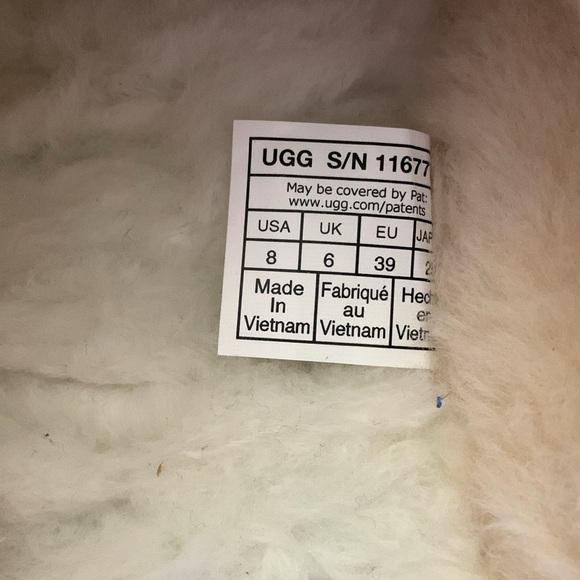 UGG S/N 11677
May be covered by Pat:
www.ugg.com/patents
USA UK EU JAP
8 6 39
Made In Vietnam
Fabriqué au Vietnam